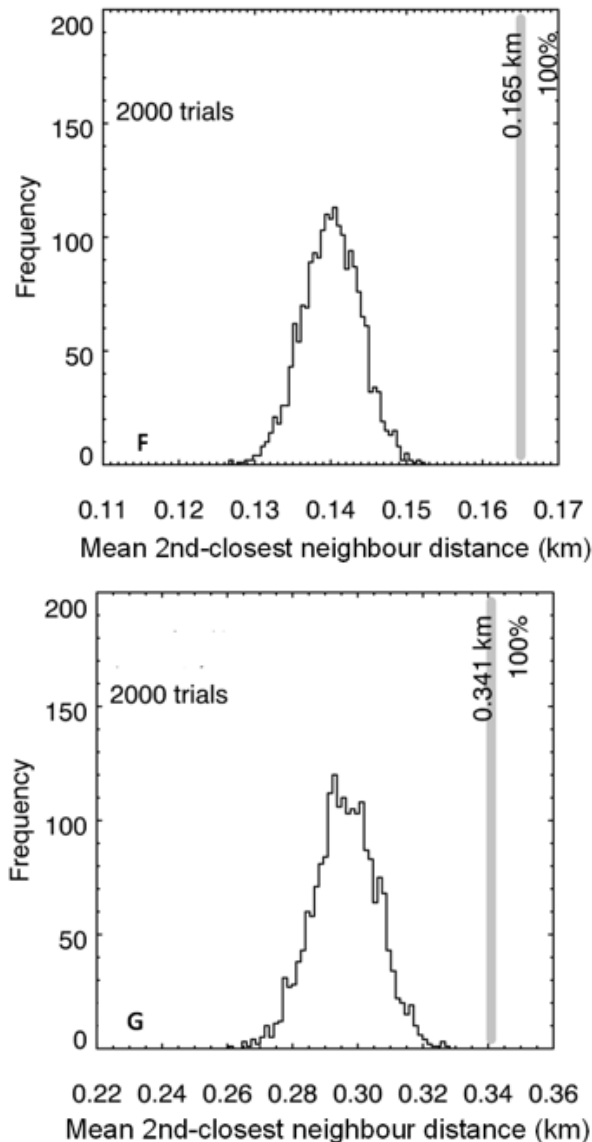 200
0.165 km
100%
2000 trials
150
Frequency
100
50
F
0
0.11 0.12 0.13 0.14 0.15 0.16 0.17
Mean 2nd-closest neighbour distance (km)
200
0.341 km
100%
2000 trials
150
Frequency
100
50
G
0
0.22 0.24 0.26 0.28 0.30 0.32 0.34 0.36
Mean 2nd-closest neighbour distance (km)